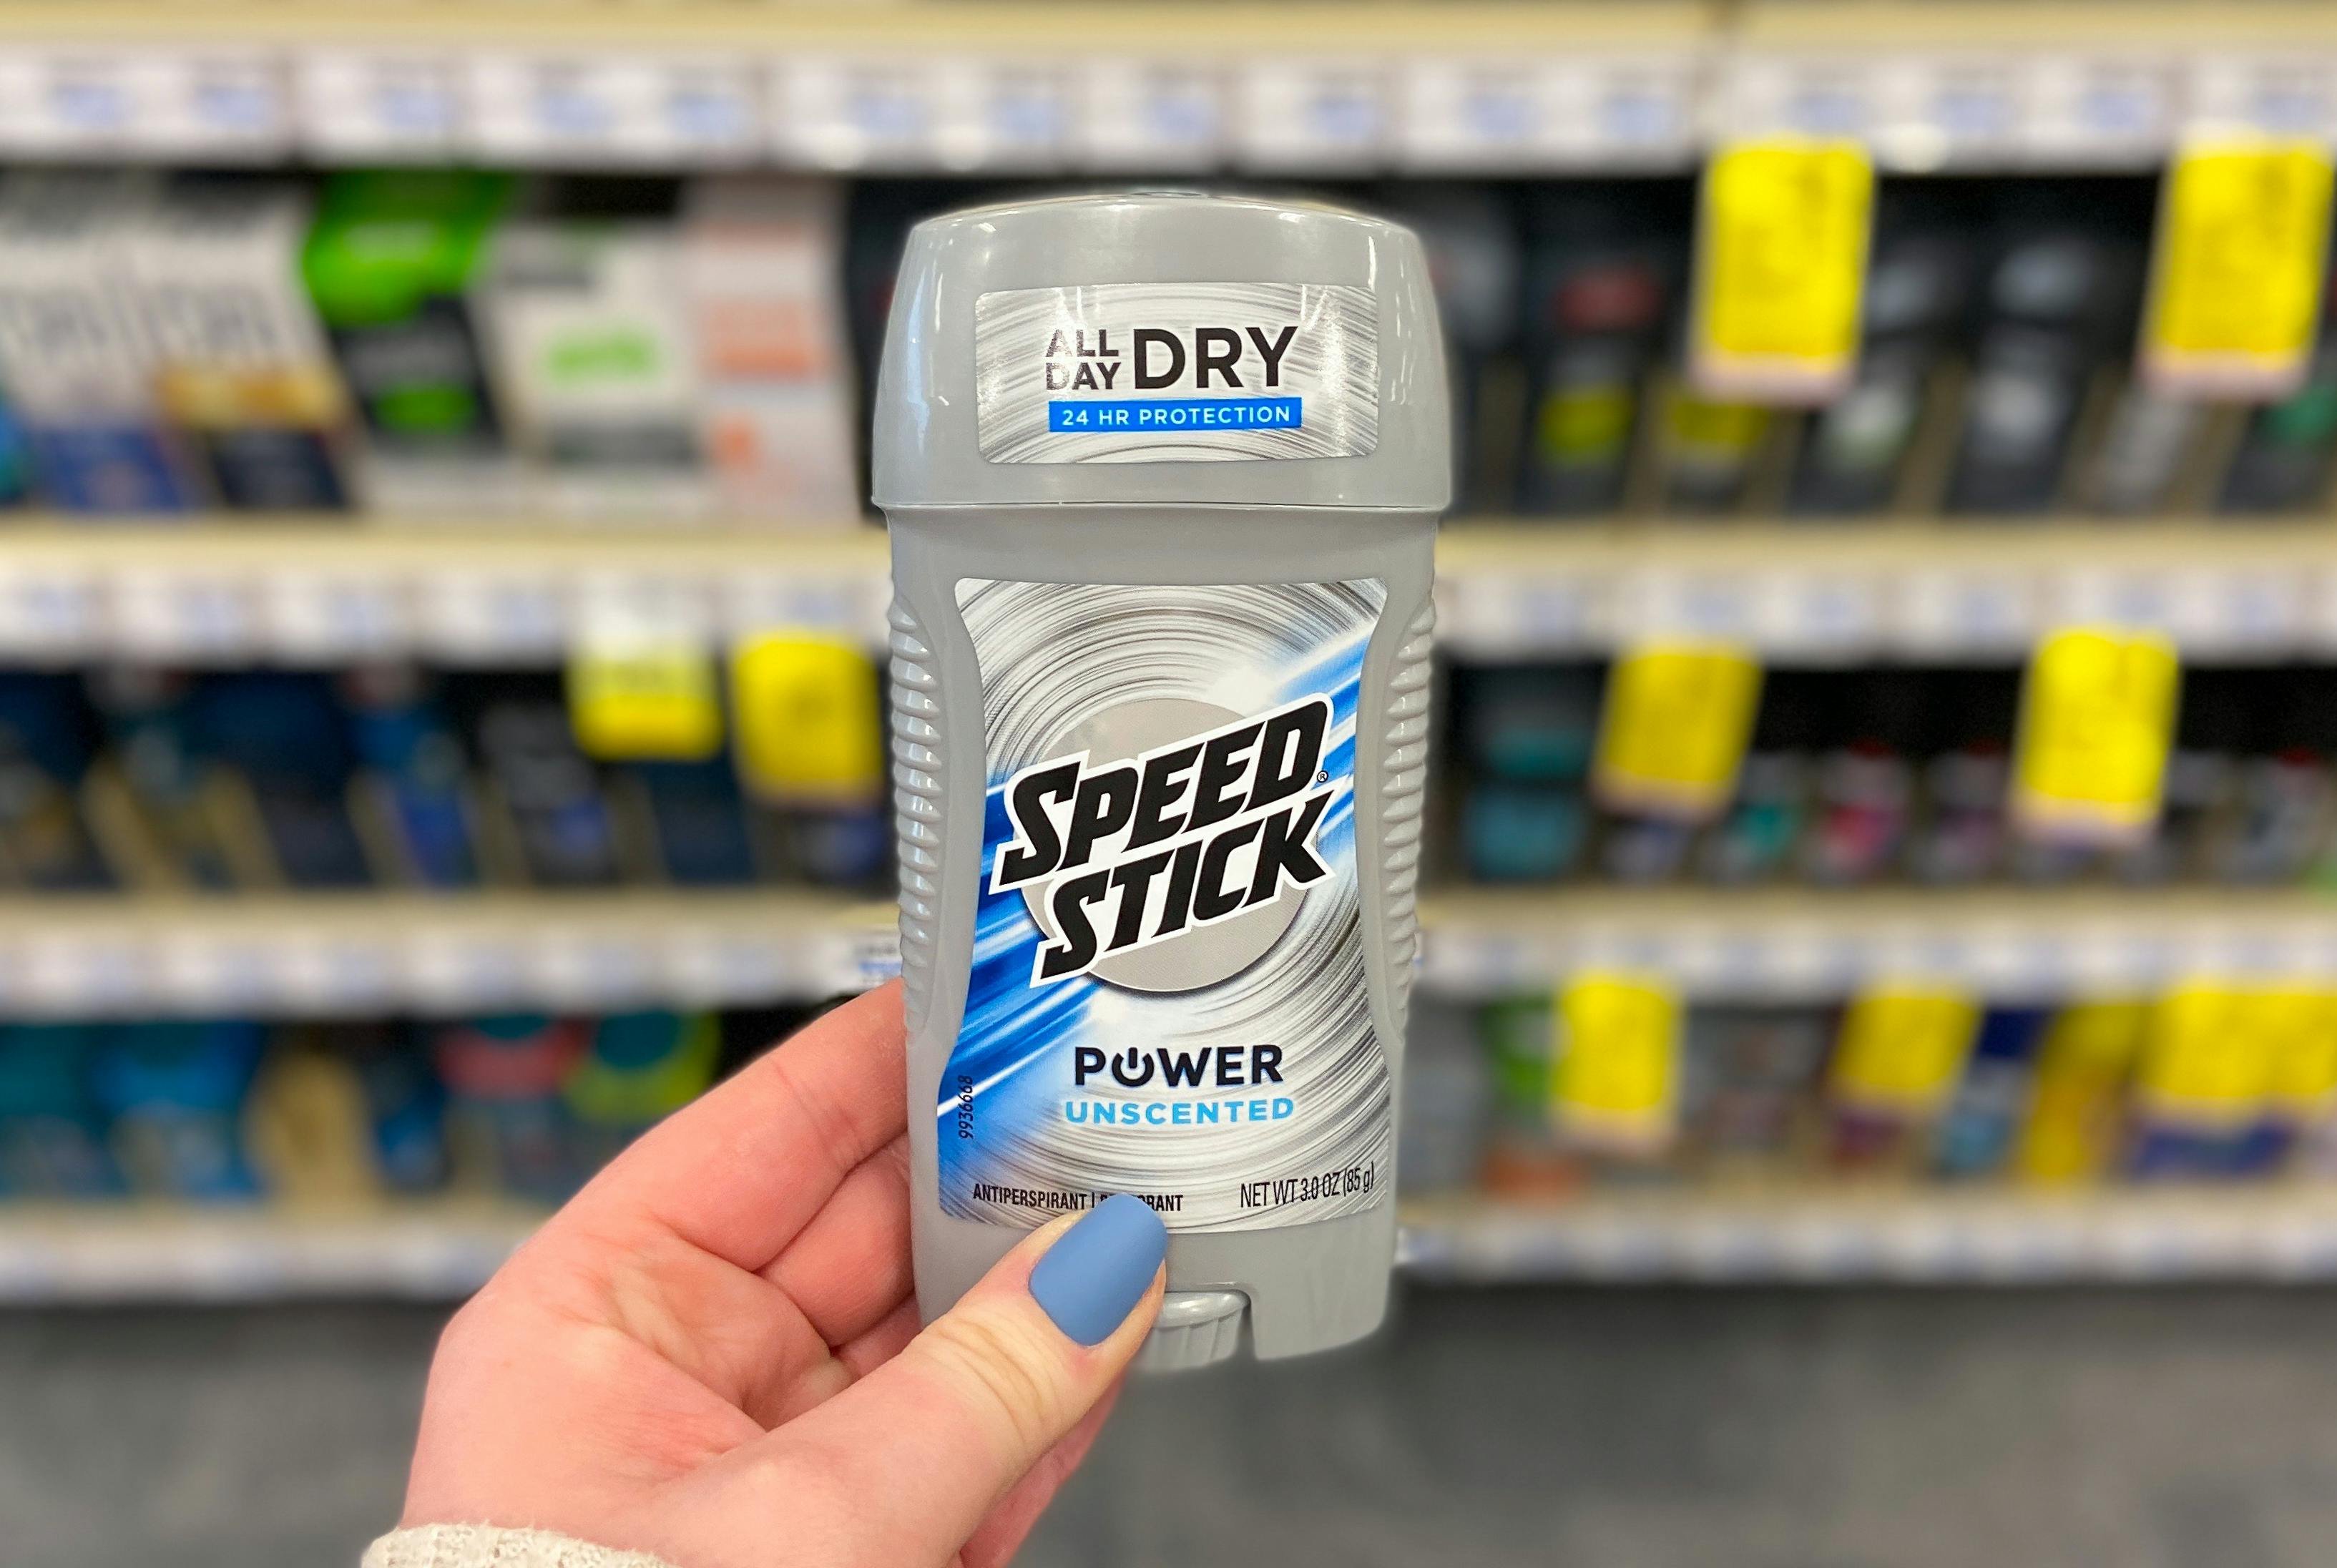 ALL DAY DRY
24 HR PROTECTION
SPEED
STICK®
POWER
UNSCENTED
9936668
ANTIPERSPIRANT |
NET WT 3.0 OZ (85 g)